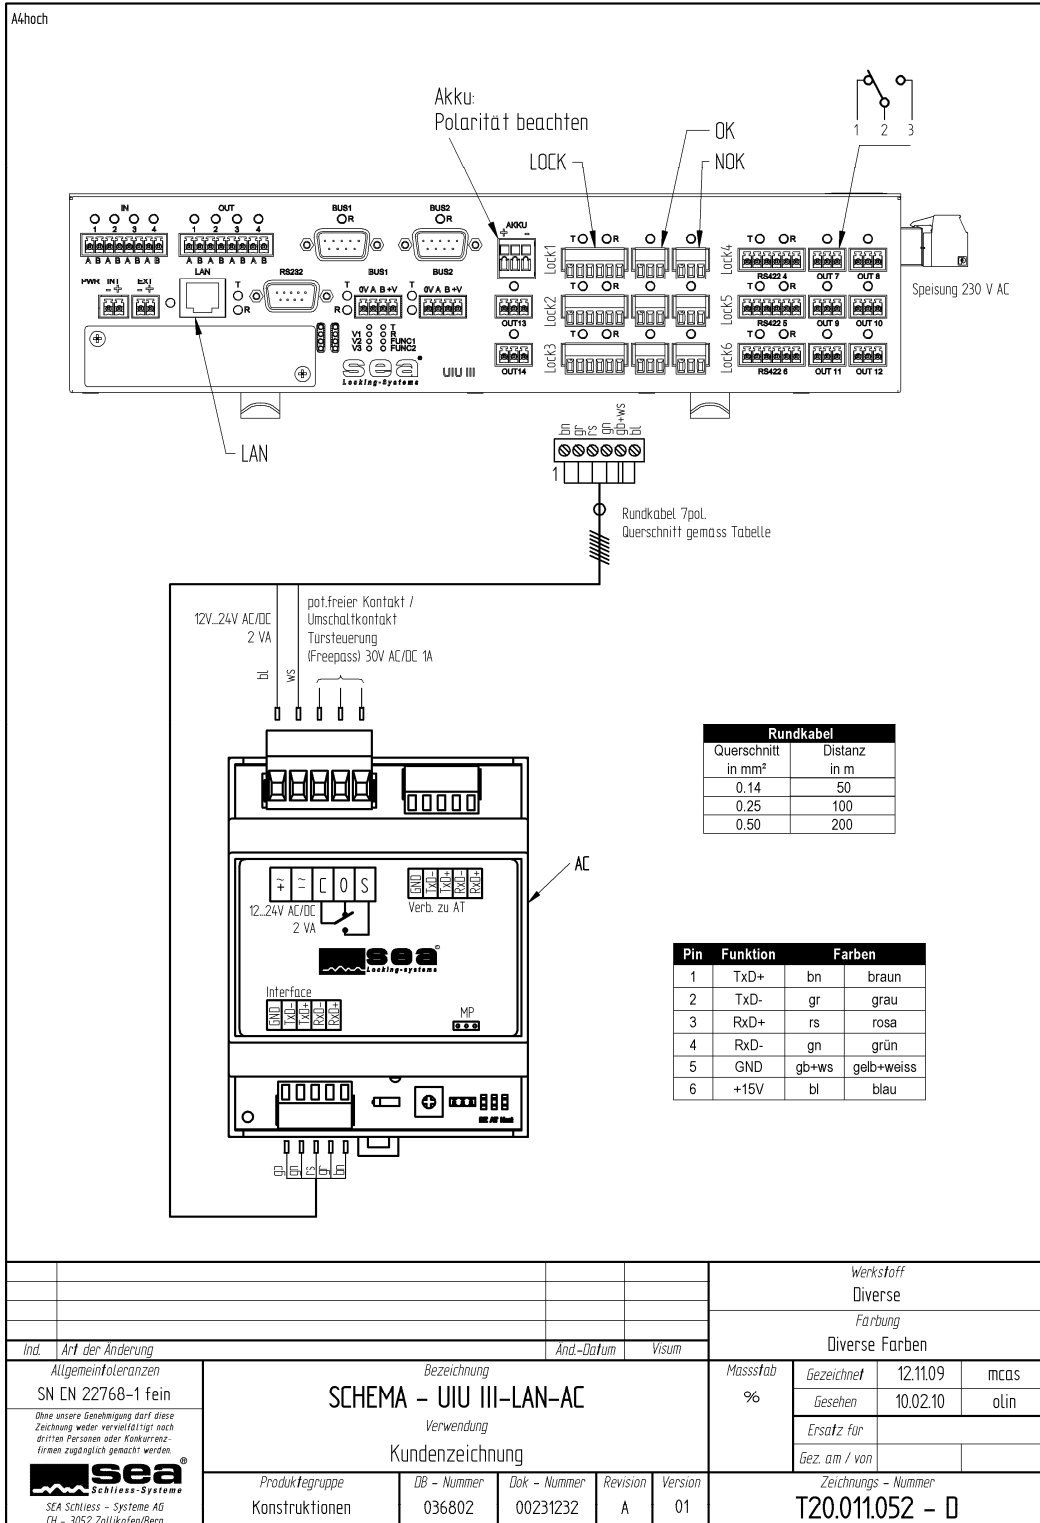 A4hoch
Akku:
Polarität beachten
LOCK
OK
NOK
1 2 3
IN
1 2 3 4
A B A B A B A B
OUT
1 2 3 4
A B A B A B A B
BUS1
R
BUS2
R
AKKU
+ -
T R
Lock1
Lock2
Lock3
Lock4
Lock5
Lock6
RS422 4
OUT 7
OUT 8
RS422 5
OUT 9
OUT 10
RS422 6
OUT 11
OUT 12
OUT13
OUT14
Speisung 230 V AC
PWR INT EXT
- + - +
LAN
T
R
RS232
T
R
BUS1
0V A B +V
T
R
BUS2
0V A B +V
V1 T
V2 R
V3 FUNC1
FUNC2
sea
Locking-Systems
UIU III
LAN
bn
gr
rs
gn
gb+ws
bl
1
Rundkabel 7pol.
Querschnitt gemäss Tabelle
12V...24V AC/DC
2 VA
pot.freier Kontakt /
Umschaltkontakt
Türsteuerung
(Freepass) 30V AC/DC 1A
bl
ws
Rundkabel
Querschnitt Distanz
in mm² in m
0.14 50
0.25 100
0.50 200
AC
C O S
12...24V AC/DC
2 VA
GND
TxD-
TxD+
RxD-
RxD+
Verb. zu AT
sea
Locking-systems
Interface
GND
TxD-
TxD+
RxD-
RxD+
MP
gn
rs
gr
bn
Pin Funktion Farben
1 TxD+ bn braun
2 TxD- gr grau
3 RxD+ rs rosa
4 RxD- gn grün
5 GND gb+ws gelb+weiss
6 +15V bl blau
Ind. Art der Änderung Änd.-Datum Visum
Werkstoff
Diverse
Färbung
Diverse Farben
Allgemeintoleranzen
SN EN 22768-1 fein
Ohne unsere Genehmigung darf diese
Zeichnung weder vervielfältigt noch
dritten Personen oder Konkurrenz-
firmen zugänglich gemacht werden.
sea
Schliess-Systeme
SEA Schliess - Systeme AG
CH - 3052 Zollikofen/Bern
Bezeichnung
SCHEMA - UIU III-LAN-AC
Verwendung
Kundenzeichnung
Massstab
%
Gezeichnet 12.11.09 mcas
Gesehen 10.02.10 olin
Ersatz für
Gez. am / von
Produktegruppe
Konstruktionen
DB - Nummer
036802
Dok - Nummer
00231232
Revision
A
Version
01
Zeichnungs - Nummer
T20.011.052 - D